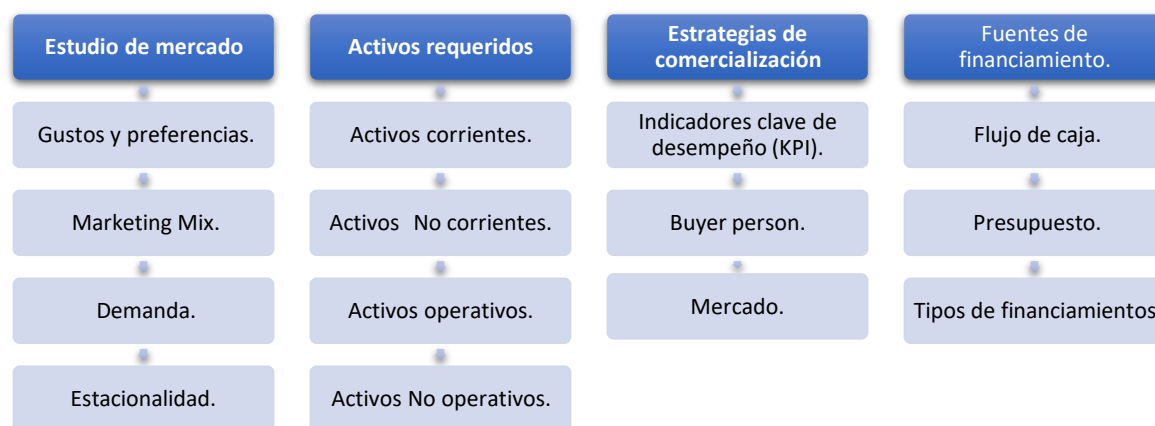 Estudio de mercado
Gustos y preferencias.
Marketing Mix.
Demanda.
Estacionalidad.
Activos requeridos
Activos corrientes.
Activos No corrientes.
Activos operativos.
Activos No operativos.
Estrategias de
comercialización
Indicadores clave de
desempeño (KPI).
Buyer person.
Mercado.
Fuentes de
financiamiento.
Flujo de caja.
Presupuesto.
Tipos de financiamientos